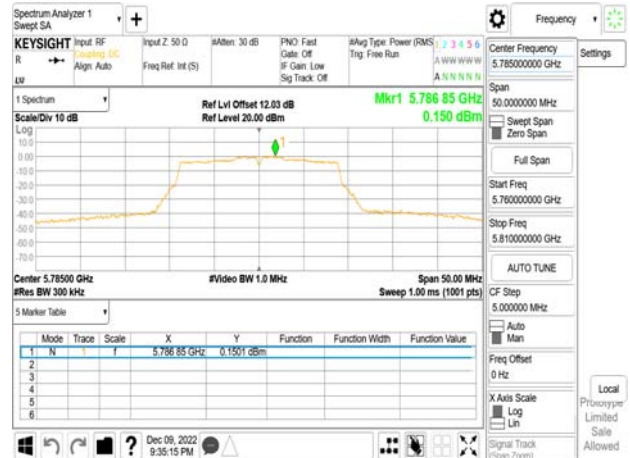 Spectrum Analyzer 1
Swept SA
+
Frequency
KEYSIGHT
R
Input: RF
Coupling: DC
Align: Auto
Input Z: 50 Ω
Freq Ref: Int (S)
#Atten: 30 dB
PNO: Fast
Gate: Off
IF Gain: Low
Sig Track: Off
#Avg Type: Power (RMS)
Trig: Free Run
1 2 3 4 5 6
A W W W W W
A N N N N N
1 Spectrum
Scale/Div 10 dB
Ref Lvl Offset 12.03 dB
Ref Level 20.00 dBm
Mkr1 5.786 85 GHz
0.150 dBm
Log
10.0
0.00
-10.0
-20.0
-30.0
-40.0
-50.0
-60.0
-70.0
1
Center 5.78500 GHz
#Res BW 300 kHz
#Video BW 1.0 MHz
Span 50.00 MHz
Sweep 1.00 ms (1001 pts)
5 Marker Table
Mode Trace Scale X Y Function Function Width Function Value
1 N 1 f 5.786 85 GHz 0.1501 dBm
2
3
4
5
6
Dec 09, 2022
9:35:15 PM
Center Frequency
5.785000000 GHz
Settings
Span
50.0000000 MHz
Swept Span
Zero Span
Full Span
Start Freq
5.760000000 GHz
Stop Freq
5.810000000 GHz
AUTO TUNE
CF Step
5.000000 MHz
Auto
Man
Freq Offset
0 Hz
X Axis Scale
Log
Lin
Signal Track
(Span Zoom)
Local
Prototype
Limited
Sale
Allowed